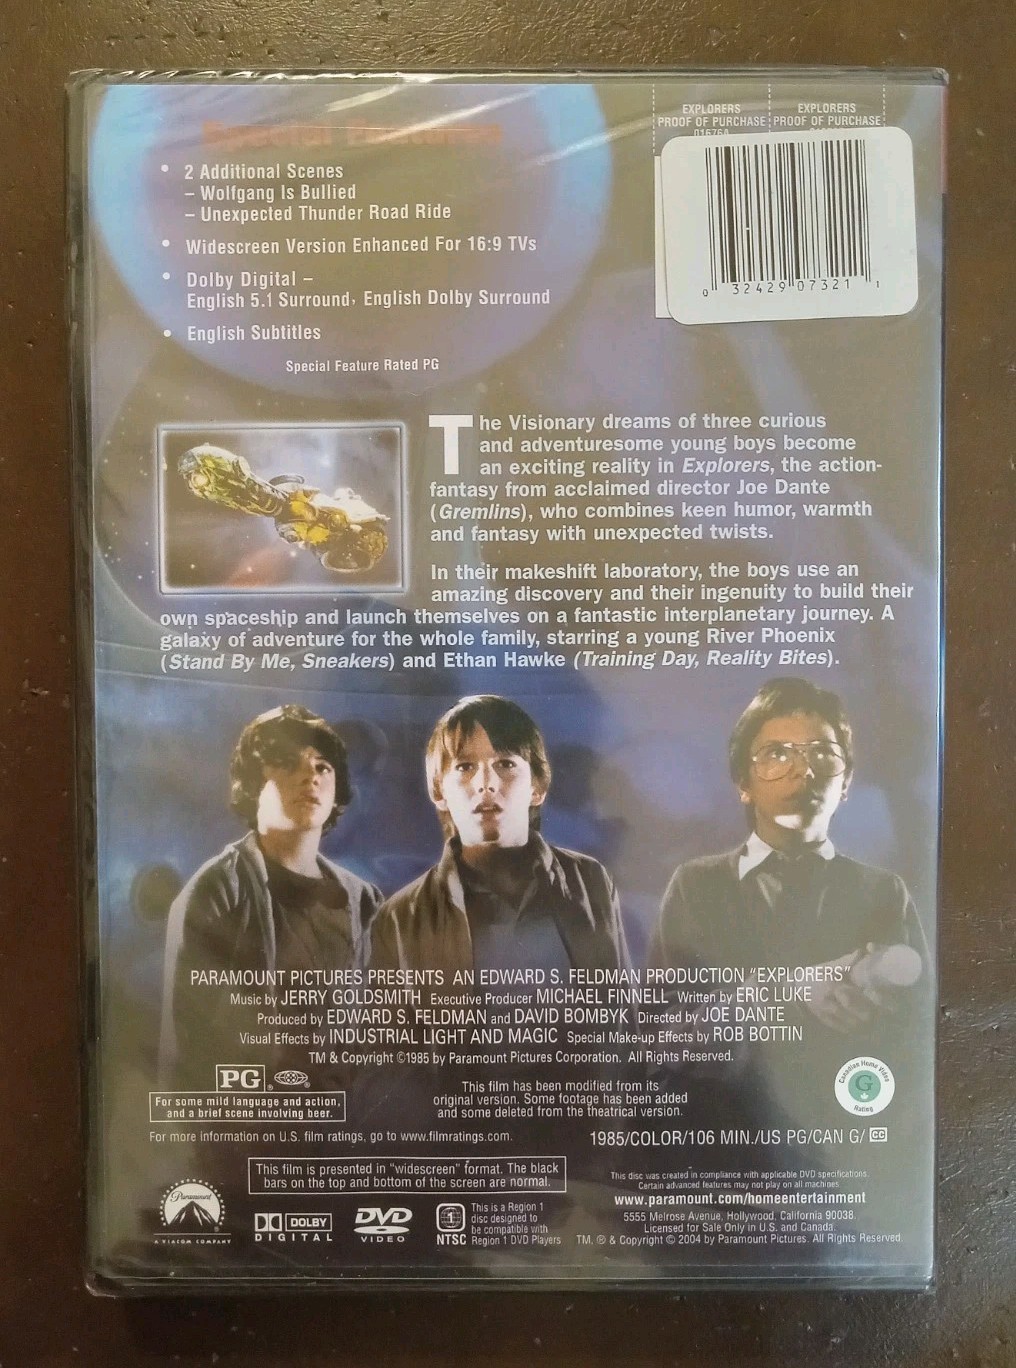 EXPLORERS
PROOF OF PURCHASE
EXPLORERS
PROOF OF PURCHASE
0 32429 07321 1
• 2 Additional Scenes
– Wolfgang Is Bullied
– Unexpected Thunder Road Ride
• Widescreen Version Enhanced For 16:9 TVs
• Dolby Digital –
English 5.1 Surround, English Dolby Surround
• English Subtitles
Special Feature Rated PG
The Visionary dreams of three curious
and adventuresome young boys become
an exciting reality in Explorers, the action-
fantasy from acclaimed director Joe Dante
(Gremlins), who combines keen humor, warmth
and fantasy with unexpected twists.
In their makeshift laboratory, the boys use an
amazing discovery and their ingenuity to build their
own spaceship and launch themselves on a fantastic interplanetary journey. A
galaxy of adventure for the whole family, starring a young River Phoenix
(Stand By Me, Sneakers) and Ethan Hawke (Training Day, Reality Bites).
PARAMOUNT PICTURES PRESENTS AN EDWARD S. FELDMAN PRODUCTION “EXPLORERS”
Music by JERRY GOLDSMITH Executive Producer MICHAEL FINNELL Written by ERIC LUKE
Produced by EDWARD S. FELDMAN and DAVID BOMBYK Directed by JOE DANTE
Visual Effects by INDUSTRIAL LIGHT AND MAGIC Special Make-up Effects by ROB BOTTIN
TM & Copyright ©1985 by Paramount Pictures Corporation. All Rights Reserved.
PG ®
For some mild language and action,
and a brief scene involving beer.
This film has been modified from its
original version. Some footage has been added
and some deleted from the theatrical version.
Canadian Home Video
G
Rating
For more information on U.S. film ratings, go to www.filmratings.com.
1985/COLOR/106 MIN./US PG/CAN G/ CC
This film is presented in "widescreen" format. The black
bars on the top and bottom of the screen are normal.
Paramount
A VIACOM COMPANY
DOLBY
DIGITAL
DVD
VIDEO
1
NTSC
This is a Region 1
disc designed to
be compatible with
Region 1 DVD Players
This disc was created in compliance with applicable DVD specifications.
Certain advanced features may not play on all machines.
www.paramount.com/homeentertainment
5555 Melrose Avenue, Hollywood, California 90038.
Licensed for Sale Only in U.S. and Canada.
TM, ® & Copyright © 2004 by Paramount Pictures. All Rights Reserved.